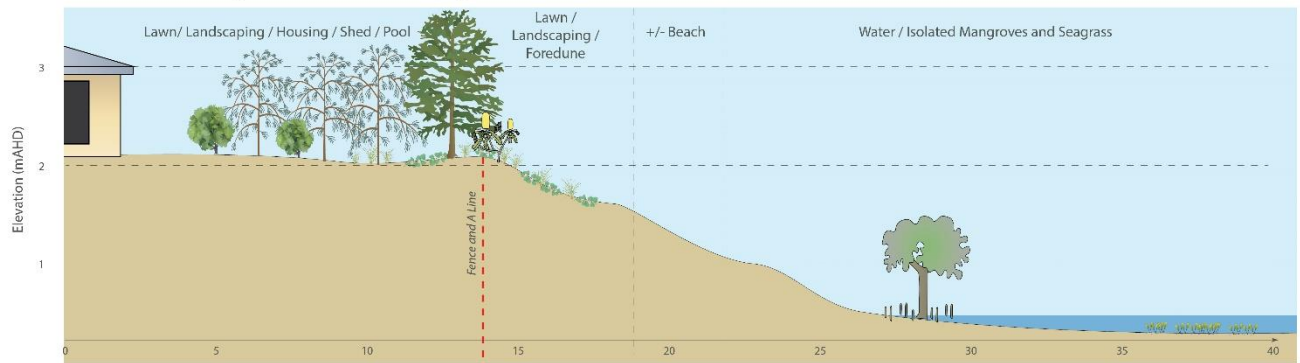 Lawn/ Landscaping / Housing / Shed / Pool
Lawn /
Landscaping /
Foredune
+/- Beach
Water / Isolated Mangroves and Seagrass
Elevation (mAHD)
3
2
1
Fence and A Line
0 5 10 15 20 25 30 35 40